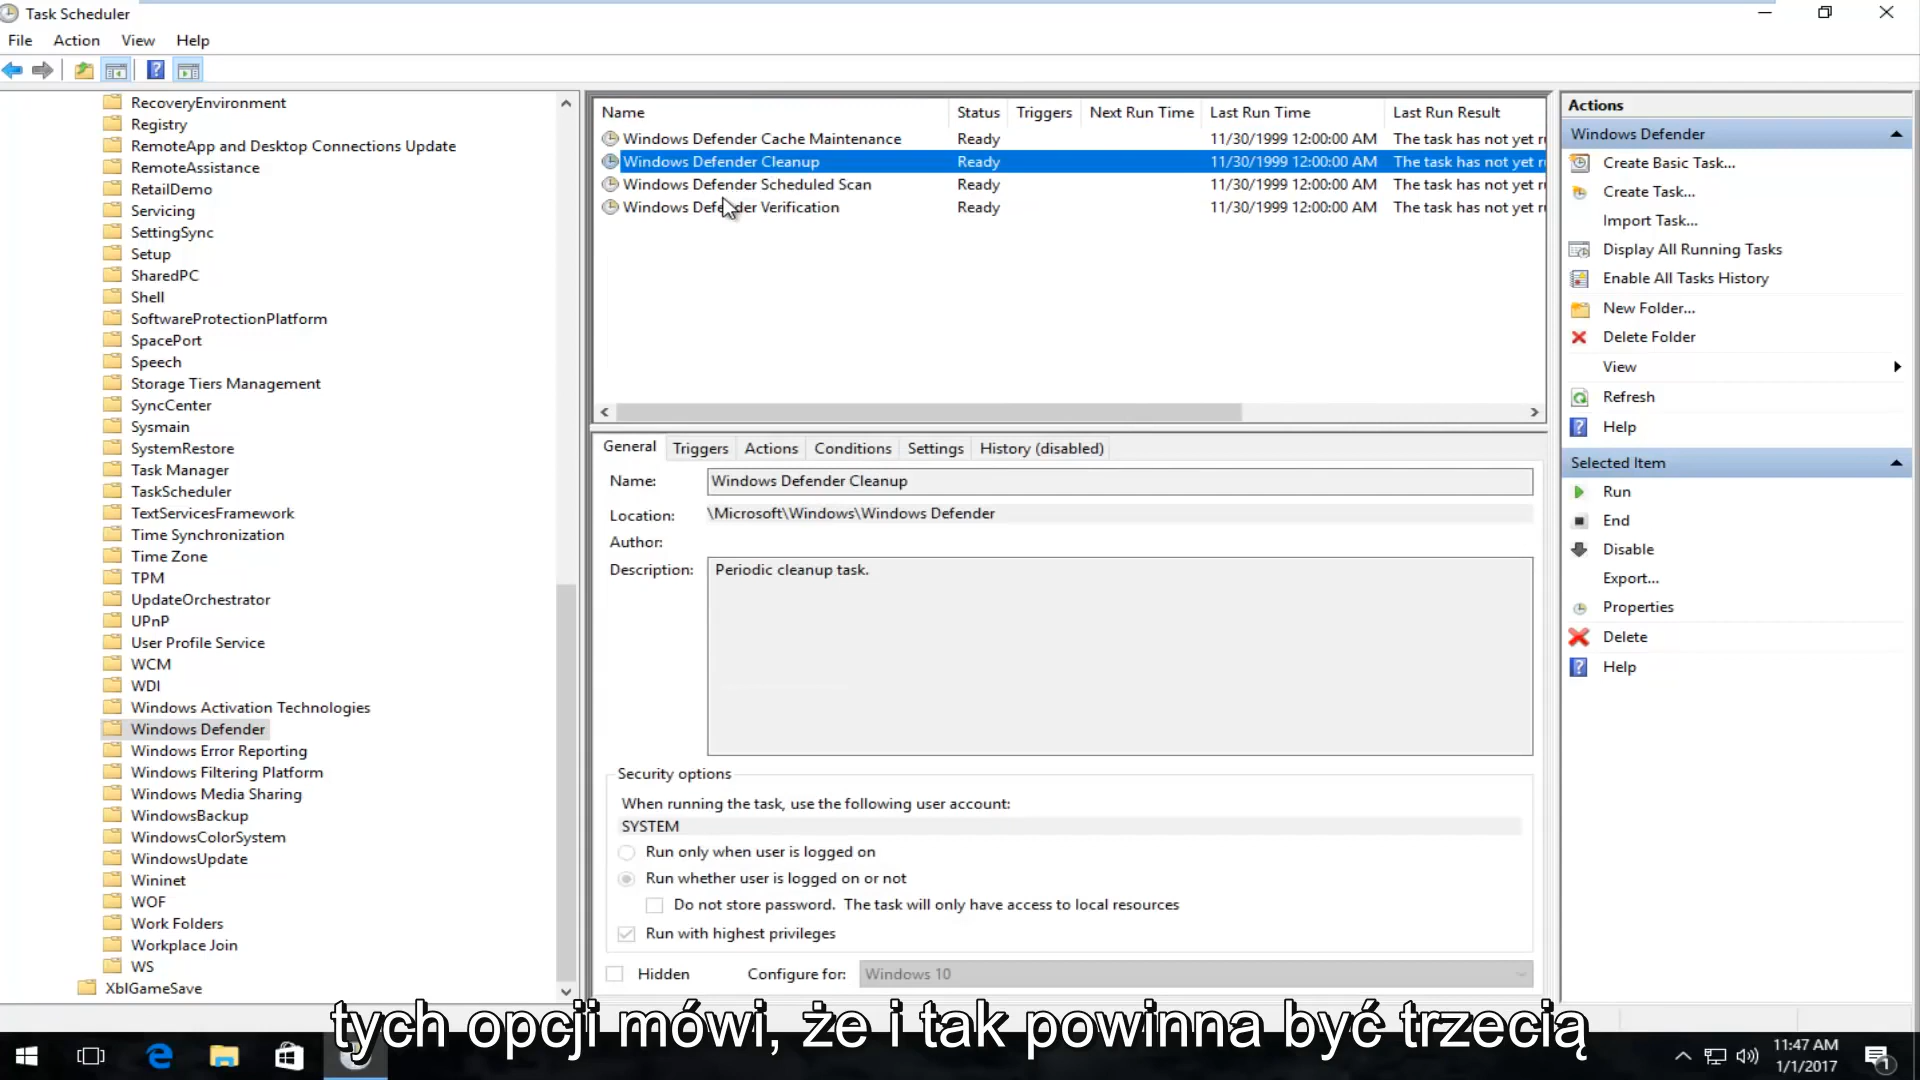 Task Scheduler
File Action View Help
RecoveryEnvironment
Registry
RemoteApp and Desktop Connections Update
RemoteAssistance
RetailDemo
Servicing
SettingSync
Setup
SharedPC
Shell
SoftwareProtectionPlatform
SpacePort
Speech
Storage Tiers Management
SyncCenter
Sysmain
SystemRestore
Task Manager
TaskScheduler
TextServicesFramework
Time Synchronization
Time Zone
TPM
UpdateOrchestrator
UPnP
User Profile Service
WCM
WDI
Windows Activation Technologies
Windows Defender
Windows Error Reporting
Windows Filtering Platform
Windows Media Sharing
WindowsBackup
WindowsColorSystem
WindowsUpdate
Wininet
WOF
Work Folders
Workplace Join
WS
XblGameSave
Name Status Triggers Next Run Time Last Run Time Last Run Result
Windows Defender Cache Maintenance Ready 11/30/1999 12:00:00 AM The task has not yet r
Windows Defender Cleanup Ready 11/30/1999 12:00:00 AM The task has not yet r
Windows Defender Scheduled Scan Ready 11/30/1999 12:00:00 AM The task has not yet r
Windows Defender Verification Ready 11/30/1999 12:00:00 AM The task has not yet r
General Triggers Actions Conditions Settings History (disabled)
Name: Windows Defender Cleanup
Location: \Microsoft\Windows\Windows Defender
Author:
Description: Periodic cleanup task.
Security options
When running the task, use the following user account:
SYSTEM
Run only when user is logged on
Run whether user is logged on or not
Do not store password. The task will only have access to local resources
Run with highest privileges
Hidden Configure for: Windows 10
Actions
Windows Defender
Create Basic Task...
Create Task...
Import Task...
Display All Running Tasks
Enable All Tasks History
New Folder...
Delete Folder
View
Refresh
Help
Selected Item
Run
End
Disable
Export...
Properties
Delete
Help
tych opcji mówi, że i tak powinna być trzecią
11:47 AM
1/1/2017
1